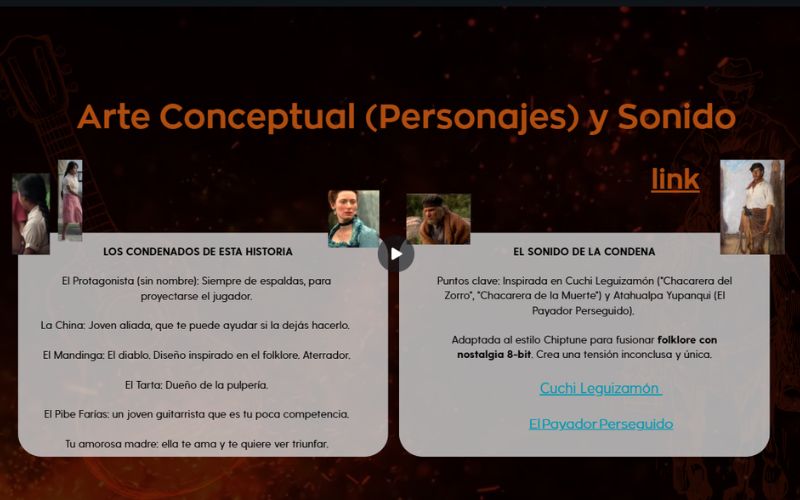 Arte Conceptual (Personajes) y Sonido
link
LOS CONDENADOS DE ESTA HISTORIA
El Protagonista (sin nombre): Siempre de espaldas, para
proyectarse el jugador.
La China: Joven aliada, que te puede ayudar si la dejás hacerlo.
El Mandinga: El diablo. Diseño inspirado en el folklore. Aterrador.
El Tarta: Dueño de la pulpería.
El Pibe Farías: un joven guitarrista que es tu poca competencia.
Tu amorosa madre: ella te ama y te quiere ver triunfar.
EL SONIDO DE LA CONDENA
Puntos clave: Inspirada en Cuchi Leguizamón ("Chacarera del
Zorro", "Chacarera de la Muerte") y Atahualpa Yupanqui (El
Payador Perseguido).
Adaptada al estilo Chiptune para fusionar folklore con
nostalgia 8-bit. Crea una tensión inconclusa y única.
Cuchi Leguizamón
El Payador Perseguido